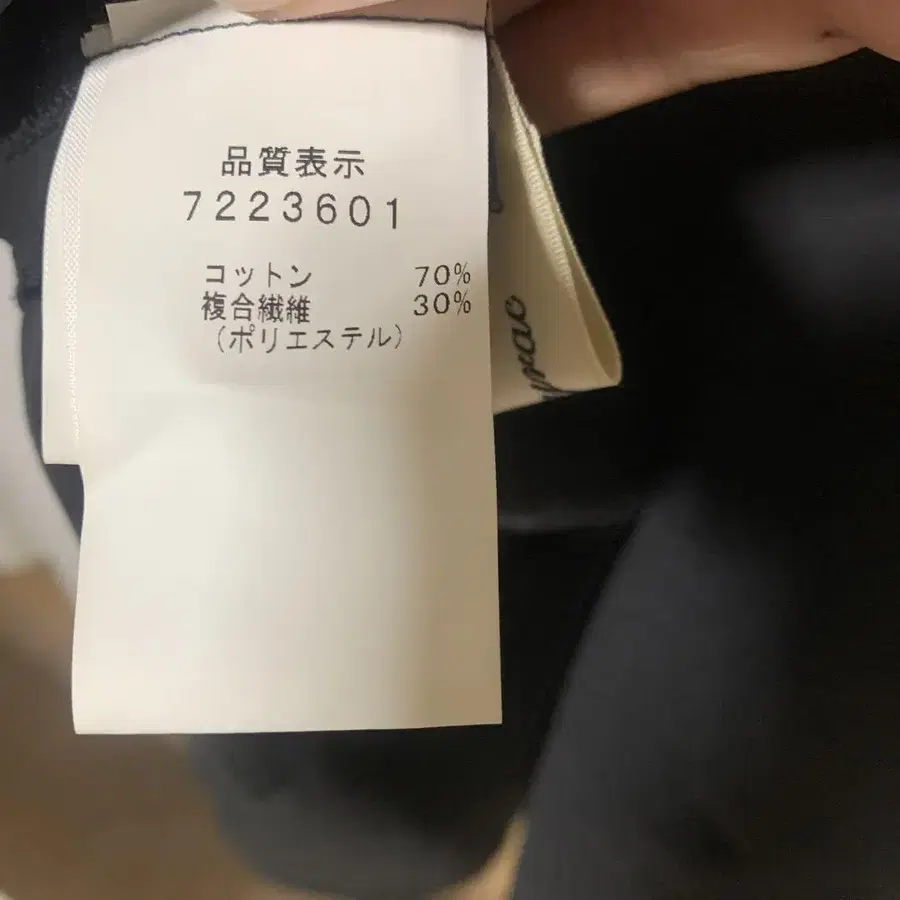 品質表示
7223601
コットン 70%
複合繊維 30%
(ポリエステル)